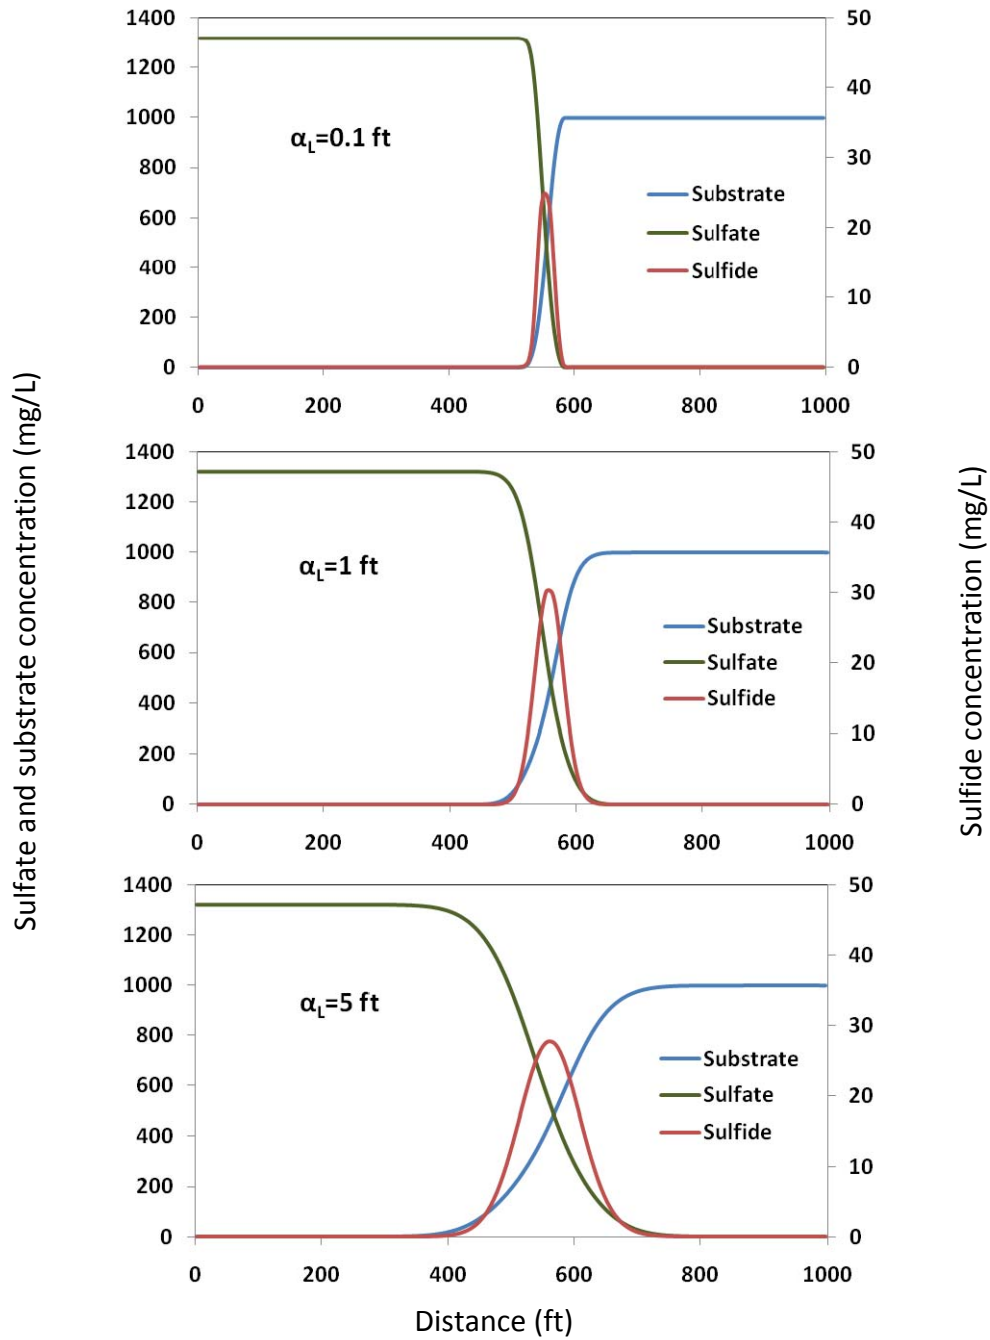 Sulfate and substrate concentration (mg/L)
Sulfide concentration (mg/L)
1400
1200
1000
800
600
400
200
0
50
40
30
20
10
0
αL=0.1 ft
Substrate
Sulfate
Sulfide
0 200 400 600 800 1000
1400
1200
1000
800
600
400
200
0
50
40
30
20
10
0
αL=1 ft
Substrate
Sulfate
Sulfide
0 200 400 600 800 1000
1400
1200
1000
800
600
400
200
0
50
40
30
20
10
0
αL=5 ft
Substrate
Sulfate
Sulfide
0 200 400 600 800 1000
Distance (ft)